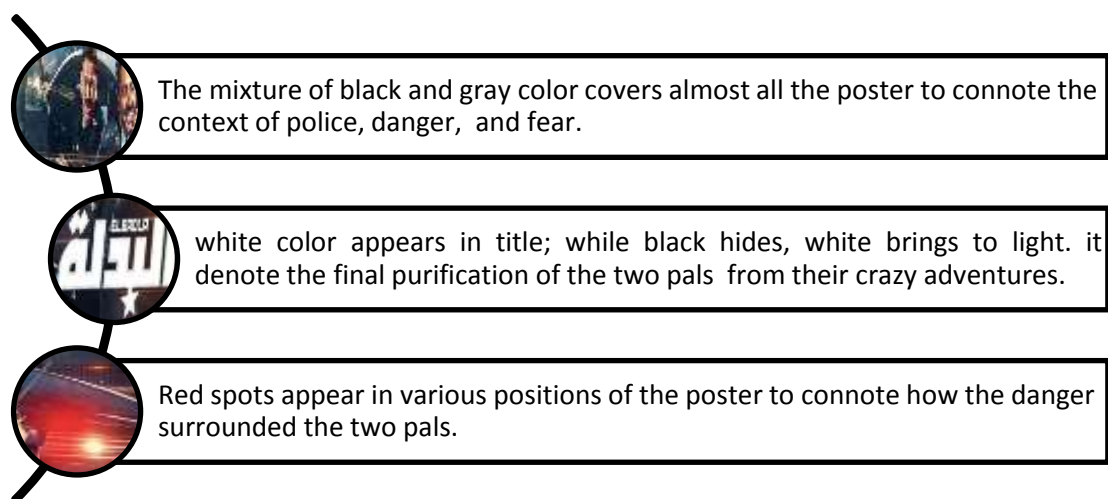 The mixture of black and gray color covers almost all the poster to connote the
context of police, danger, and fear.
EL BADLA
البدلة
white color appears in title; while black hides, white brings to light. it
denote the final purification of the two pals from their crazy adventures.
Red spots appear in various positions of the poster to connote how the danger
surrounded the two pals.